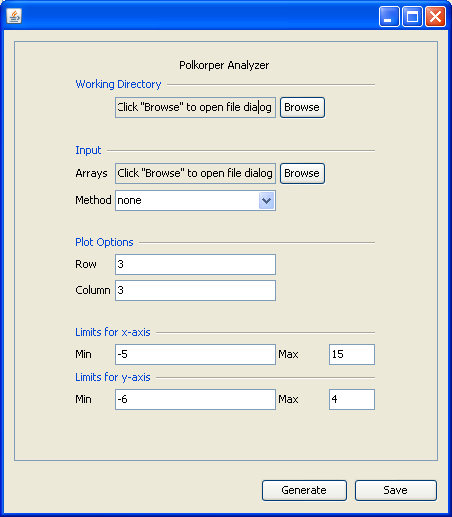 Polkorper Analyzer
Working Directory
Click "Browse" to open file dialog Browse
Input
Arrays Click "Browse" to open file dialog Browse
Method none
Plot Options
Row 3
Column 3
Limits for x-axis
Min -5 Max 15
Limits for y-axis
Min -6 Max 4
Generate Save